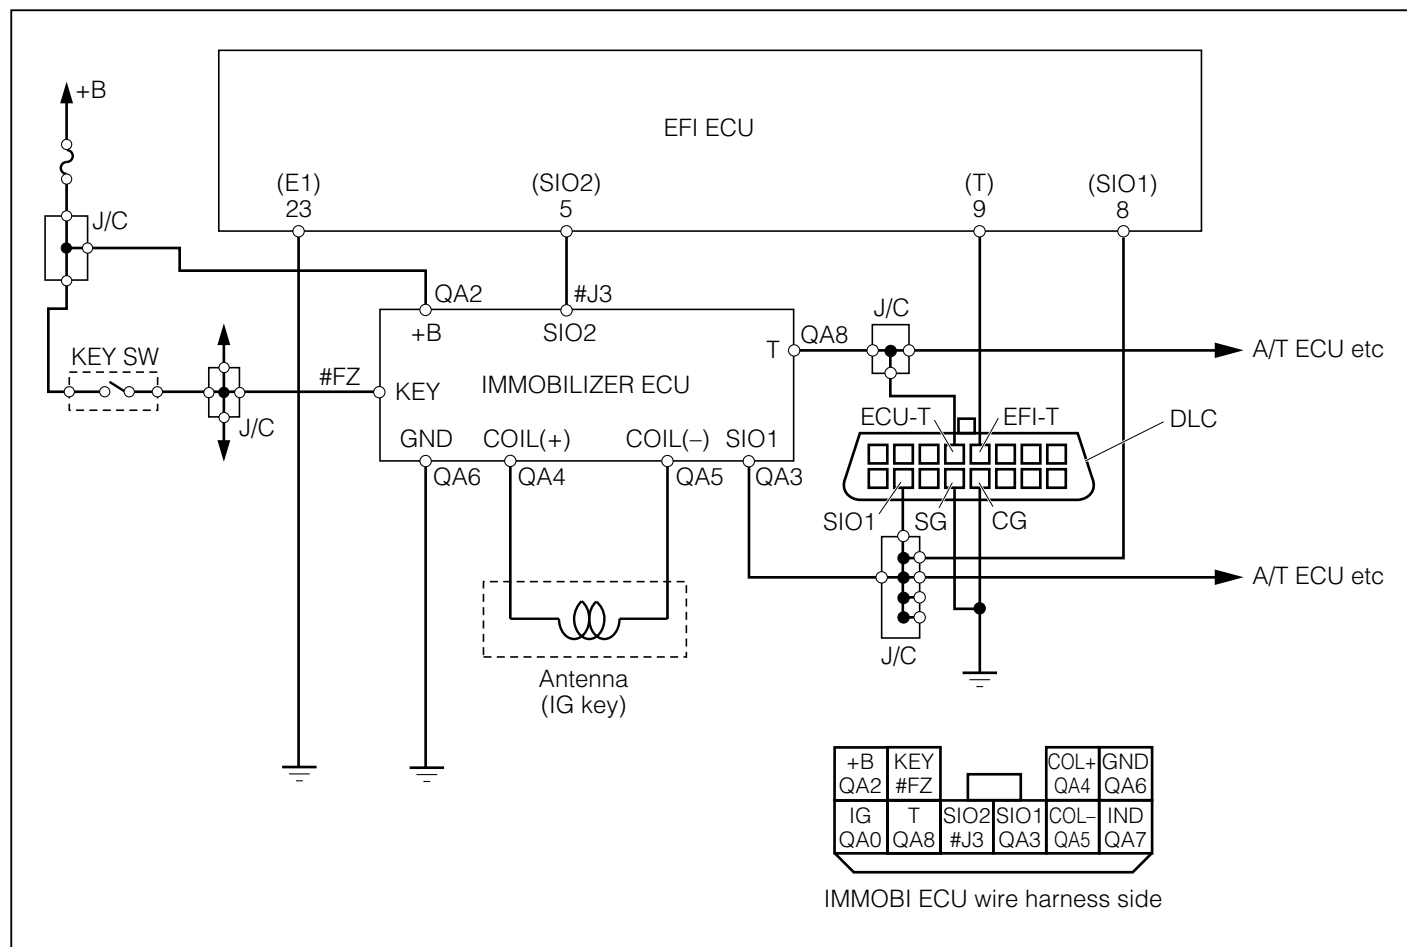 EFI ECU
+B
(E1)
23
(SIO2)
5
(T)
9
(SIO1)
8
J/C
QA2
#J3
J/C
+B
SIO2
T
QA8
A/T ECU etc
KEY SW
#FZ
KEY
IMMOBILIZER ECU
J/C
ECU-T
EFI-T
DLC
GND
COIL(+)
COIL(–)
SIO1
QA6
QA4
QA5
QA3
SIO1
SG
CG
A/T ECU etc
J/C
Antenna
(IG key)
+B
QA2
KEY
#FZ
COL+
QA4
GND
QA6
IG
QA0
T
QA8
SIO2
#J3
SIO1
QA3
COL–
QA5
IND
QA7
IMMOBI ECU wire harness side